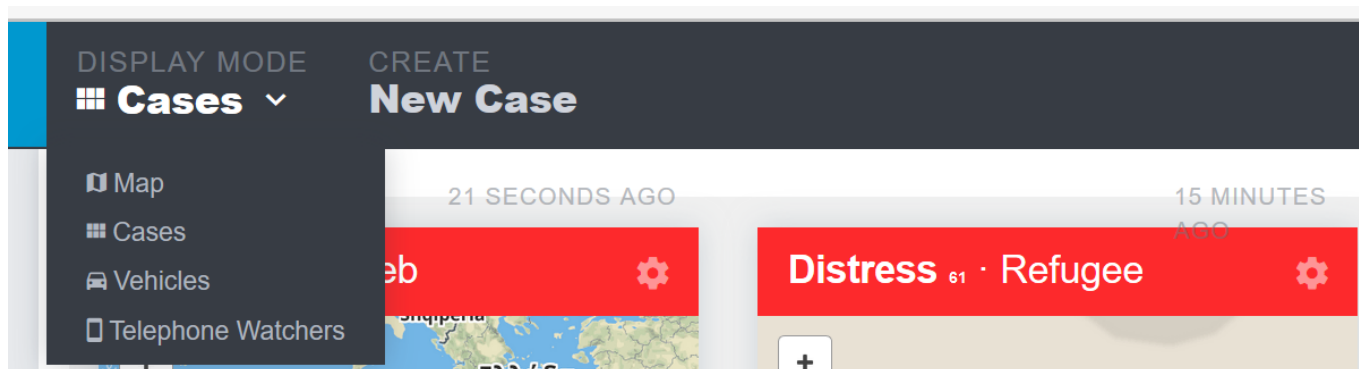 DISPLAY MODE
Cases
CREATE
New Case
Map
Cases
Vehicles
Telephone Watchers
21 SECONDS AGO
15 MINUTES
AGO
eb
Distress 61 · Refugee
+